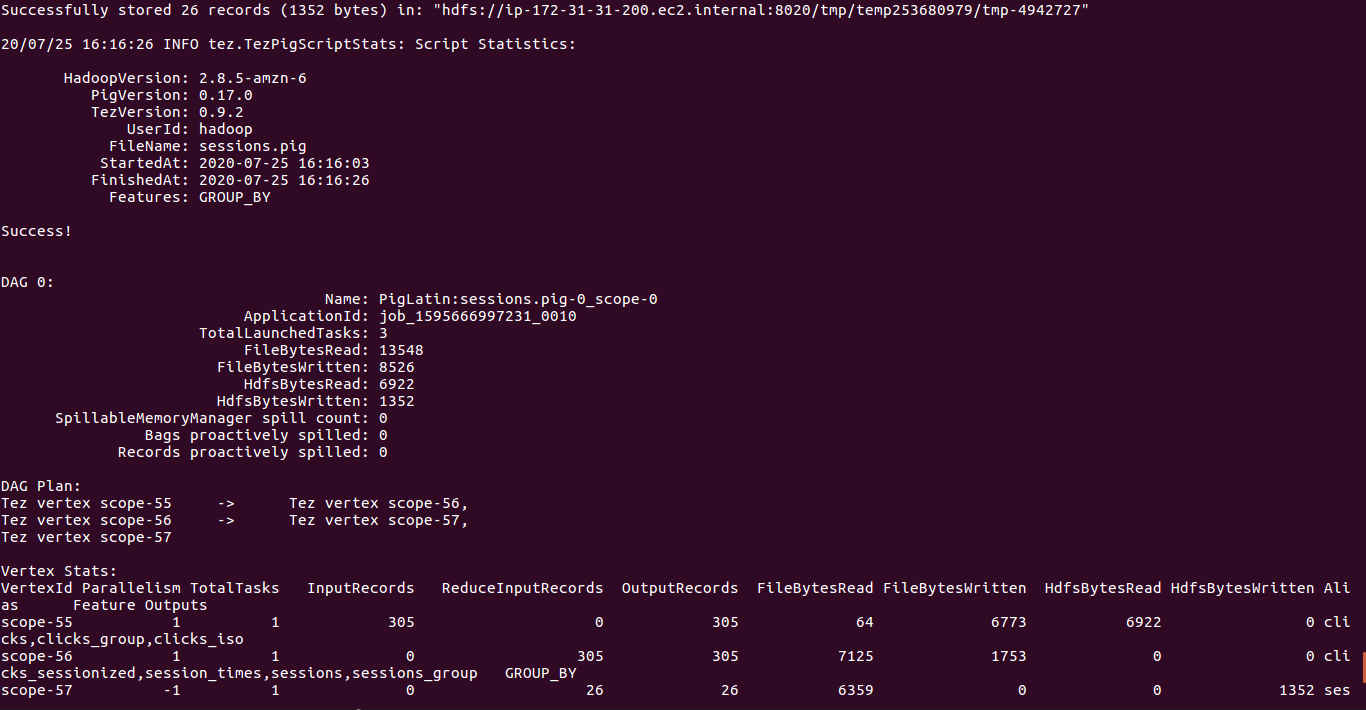 Successfully stored 26 records (1352 bytes) in: "hdfs://ip-172-31-31-200.ec2.internal:8020/tmp/temp253680979/tmp-4942727"
20/07/25 16:16:26 INFO tez.TezPigScriptStats: Script Statistics:
HadoopVersion: 2.8.5-amzn-6
PigVersion: 0.17.0
TezVersion: 0.9.2
UserId: hadoop
FileName: sessions.pig
StartedAt: 2020-07-25 16:16:03
FinishedAt: 2020-07-25 16:16:26
Features: GROUP_BY
Success!
DAG 0:
Name: PigLatin:sessions.pig-0_scope-0
ApplicationId: job_1595666997231_0010
TotalLaunchedTasks: 3
FileBytesRead: 13548
FileBytesWritten: 8526
HdfsBytesRead: 6922
HdfsBytesWritten: 1352
SpillableMemoryManager spill count: 0
Bags proactively spilled: 0
Records proactively spilled: 0
DAG Plan:
Tez vertex scope-55 -> Tez vertex scope-56,
Tez vertex scope-56 -> Tez vertex scope-57,
Tez vertex scope-57
Vertex Stats:
VertexId Parallelism TotalTasks InputRecords ReduceInputRecords OutputRecords FileBytesRead FileBytesWritten HdfsBytesRead HdfsBytesWritten Ali
as Feature Outputs
scope-55 1 1 305 0 305 64 6773 6922 0 cli
cks,clicks_group,clicks_iso
scope-56 1 1 0 305 305 7125 1753 0 0 cli
cks_sessionized,session_times,sessions,sessions_group GROUP_BY
scope-57 -1 1 0 26 26 6359 0 0 1352 ses